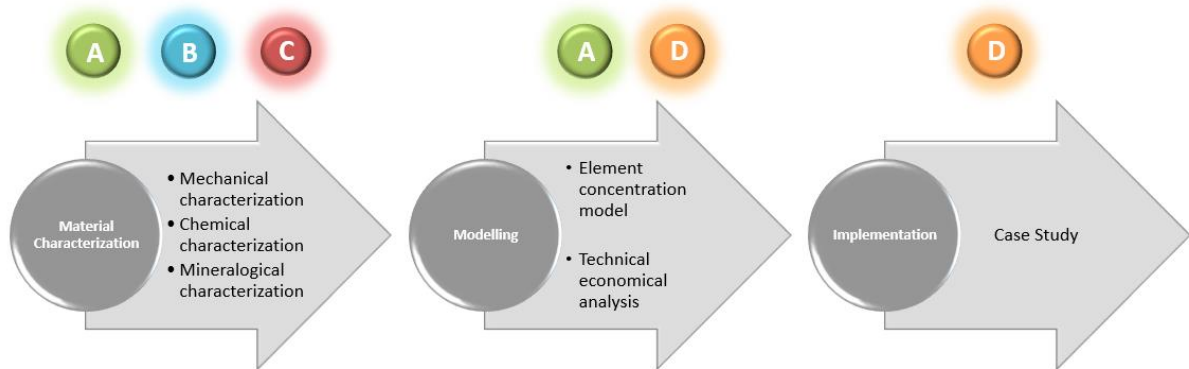 A B C
A D
D
Material
Characterization
• Mechanical
characterization
• Chemical
characterization
• Mineralogical
characterization
Modelling
• Element
concentration
model
• Technical
economical
analysis
Implementation
Case Study